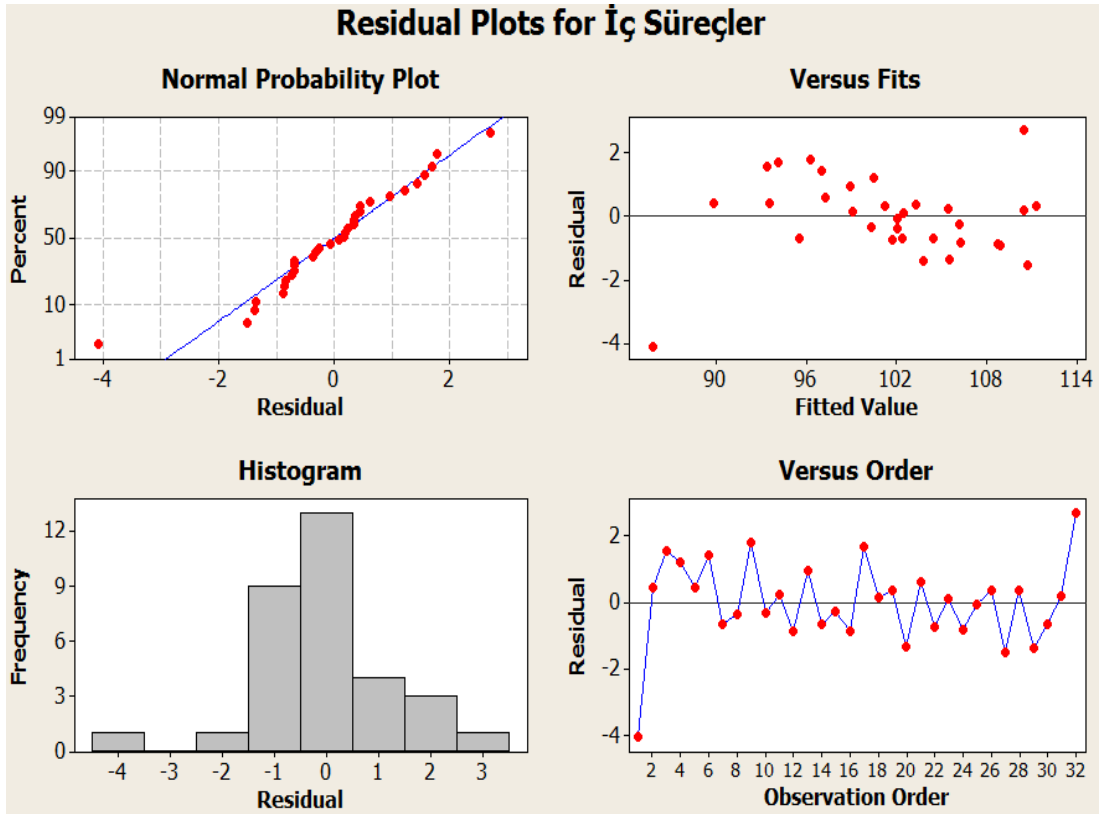 Residual Plots for İç Süreçler
Normal Probability Plot
Percent
99
90
50
10
1
-4 -2 0 2
Residual
Versus Fits
Residual
2
0
-2
-4
90 96 102 108 114
Fitted Value
Histogram
Frequency
12
9
6
3
0
-4 -3 -2 -1 0 1 2 3
Residual
Versus Order
Residual
2
0
-2
-4
2 4 6 8 10 12 14 16 18 20 22 24 26 28 30 32
Observation Order